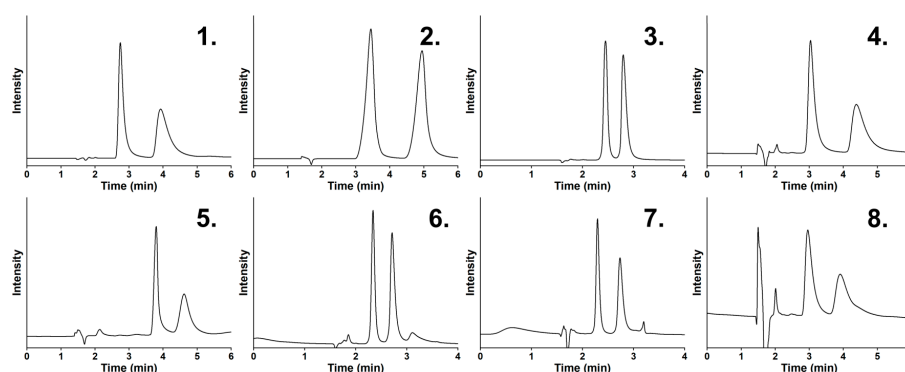 1.
Intensity
0 1 2 3 4 5 6
Time (min)
2.
Intensity
0 1 2 3 4 5 6
Time (min)
3.
Intensity
0 1 2 3 4
Time (min)
4.
Intensity
0 1 2 3 4 5
Time (min)
5.
Intensity
0 1 2 3 4 5 6
Time (min)
6.
Intensity
0 1 2 3 4
Time (min)
7.
Intensity
0 1 2 3 4
Time (min)
8.
Intensity
0 1 2 3 4 5
Time (min)